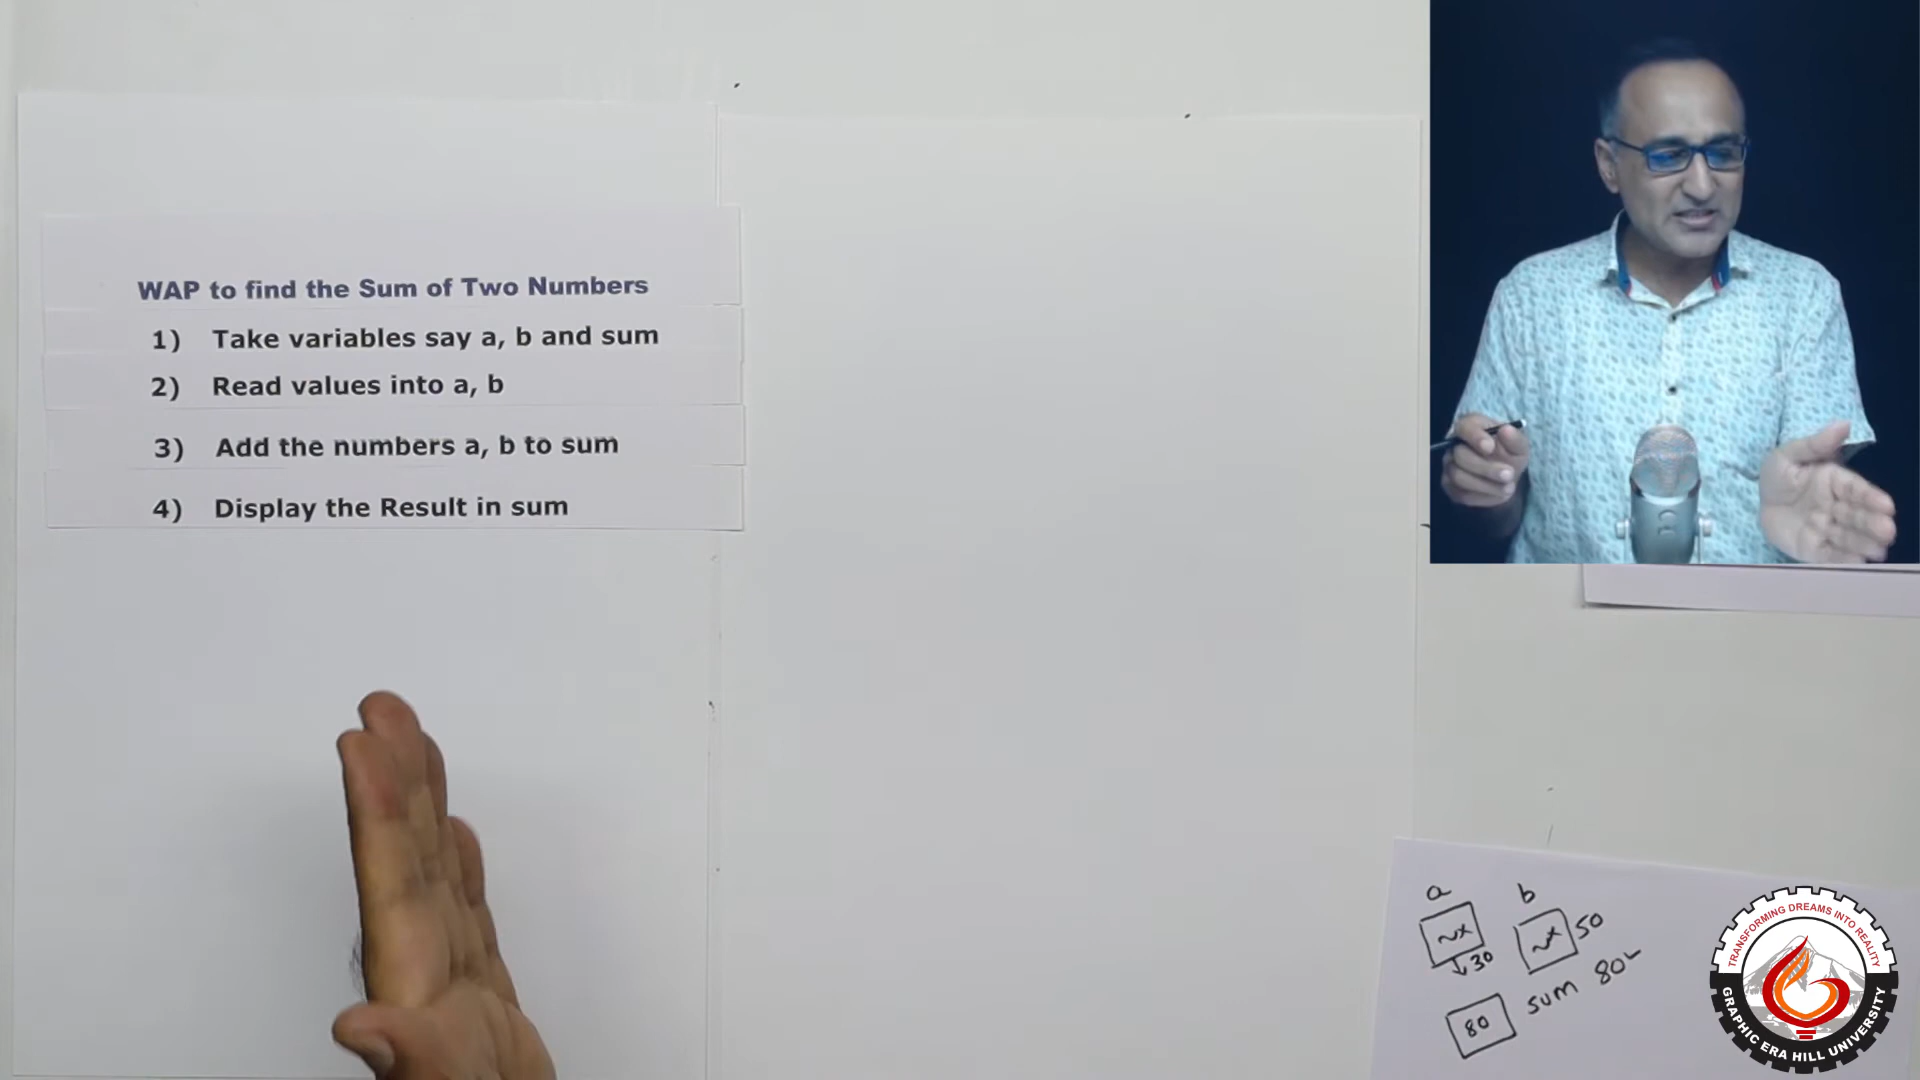 WAP to find the Sum of Two Numbers
1) Take variables say a, b and sum
2) Read values into a, b
3) Add the numbers a, b to sum
4) Display the Result in sum
a b
30 50
80 sum 80
TRANSFORMING DREAMS INTO REALITY
GRAPHIC ERA HILL UNIVERSITY